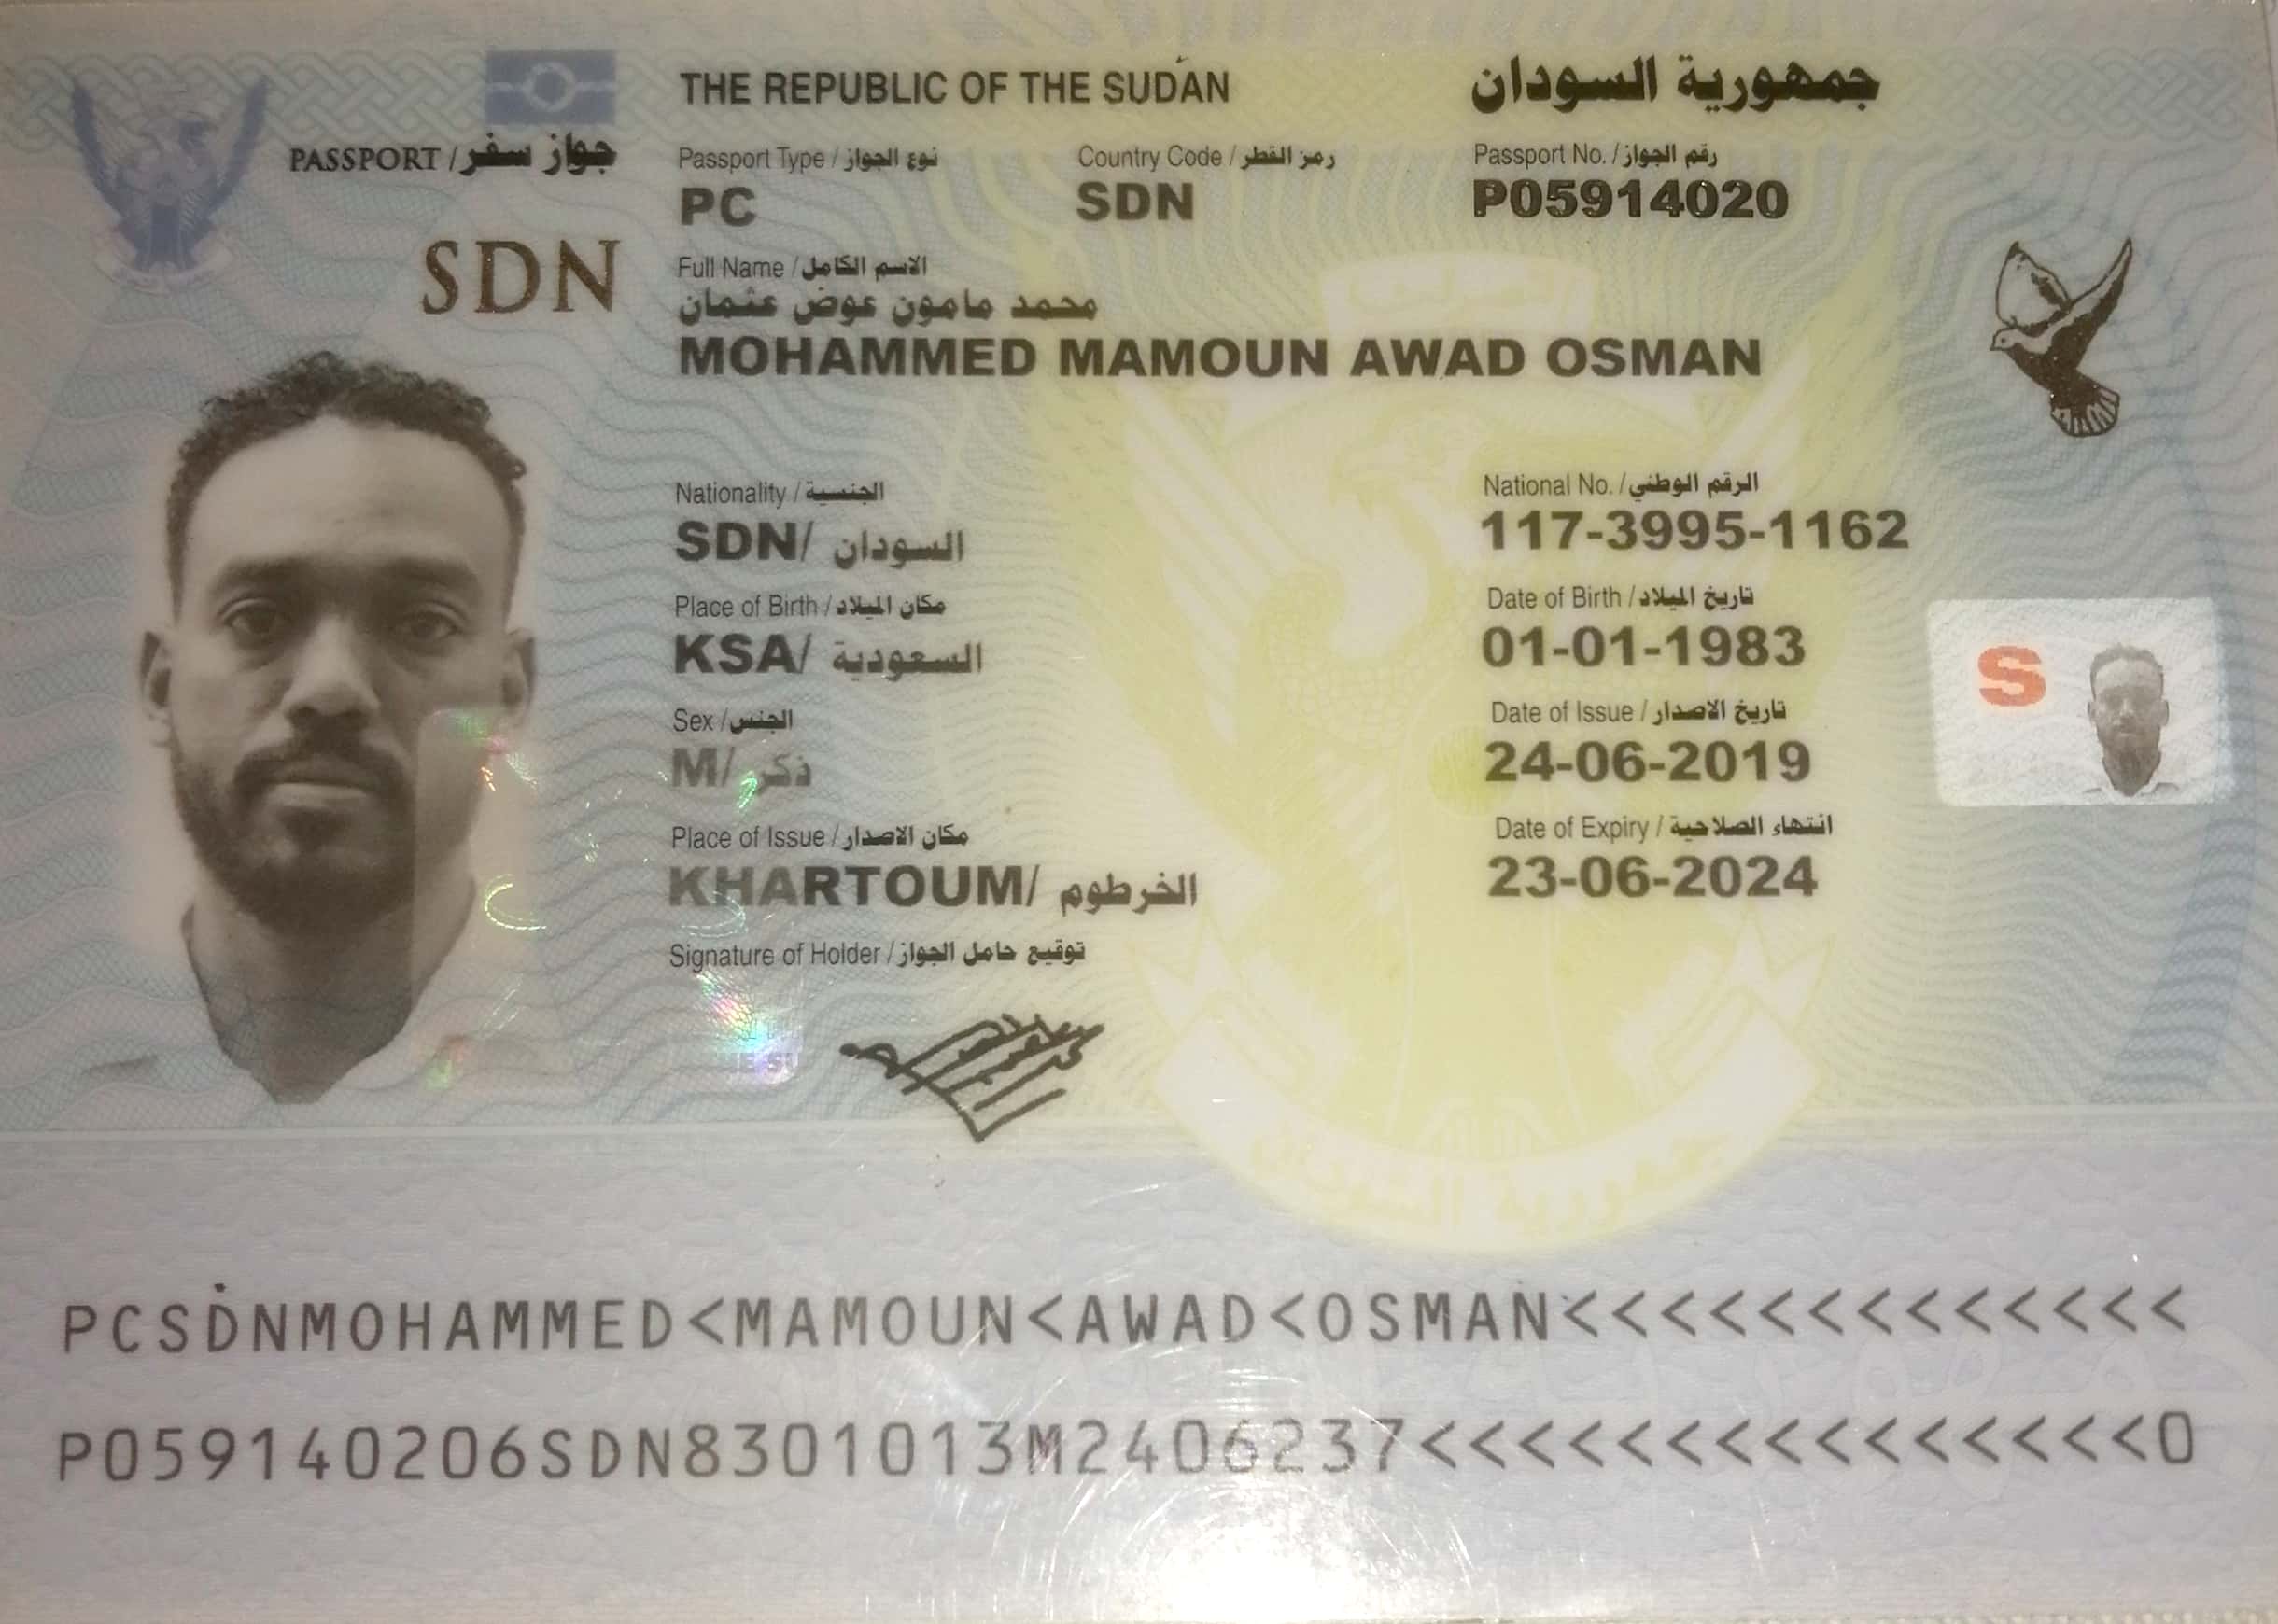 THE REPUBLIC OF THE SUDAN جمهورية السودان
PASSPORT / جواز سفر
Passport Type / نوع الجواز Country Code / رمز القطر Passport No. / رقم الجواز
PC SDN P05914020
SDN
Full Name / الاسم الكامل
محمد مامون عوض عثمان
MOHAMMED MAMOUN AWAD OSMAN
Nationality / الجنسية National No. / الرقم الوطني
SDN/ السودان 117-3995-1162
Place of Birth / مكان الميلاد Date of Birth / تاريخ الميلاد
KSA/ السعودية 01-01-1983
S
Sex / الجنس Date of Issue / تاريخ الاصدار
M/ ذكر 24-06-2019
Place of Issue / مكان الاصدار Date of Expiry / انتهاء الصلاحية
KHARTOUM/ الخرطوم 23-06-2024
Signature of Holder / توقيع حامل الجواز
PCSDNMOHAMMED<MAMOUN<AWAD<OSMAN<<<<<<<<<<<<<
P059140206SDN8301013M2406237<<<<<<<<<<<<<<<0